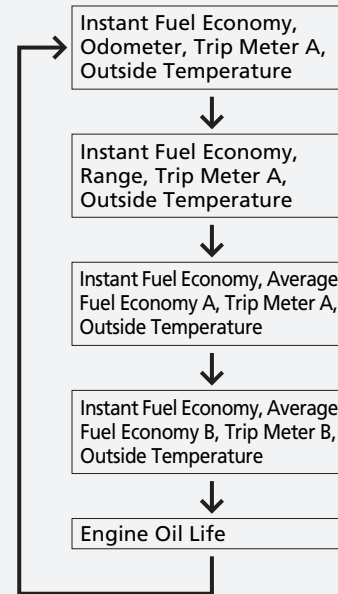 Instant Fuel Economy,
Odometer, Trip Meter A,
Outside Temperature
Instant Fuel Economy,
Range, Trip Meter A,
Outside Temperature
Instant Fuel Economy, Average
Fuel Economy A, Trip Meter A,
Outside Temperature
Instant Fuel Economy, Average
Fuel Economy B, Trip Meter B,
Outside Temperature
Engine Oil Life